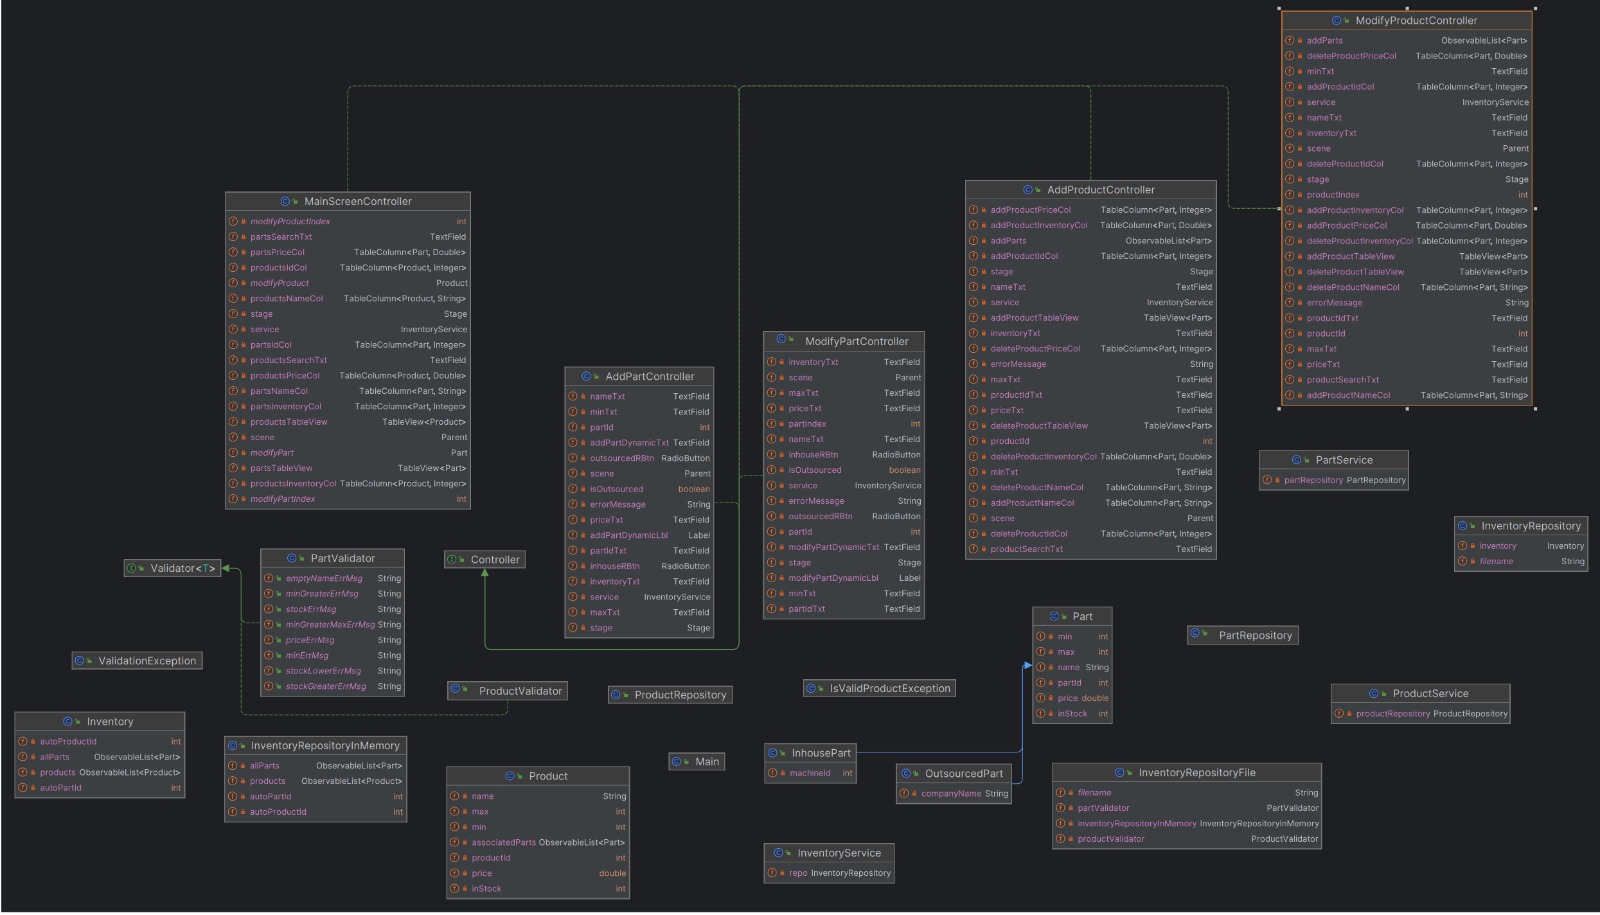 ModifyProductController
addParts ObservableList<Part>
deleteProductPriceCol TableColumn<Part, Double>
minTxt TextField
addProductIdCol TableColumn<Part, Integer>
service InventoryService
nameTxt TextField
inventoryTxt TextField
scene Parent
deleteProductIdCol TableColumn<Part, Integer>
stage Stage
productIndex int
addProductInventoryCol TableColumn<Part, Integer>
addProductPriceCol TableColumn<Part, Double>
deleteProductInventoryCol TableColumn<Part, Integer>
addProductTableView TableView<Part>
deleteProductTableView TableView<Part>
deleteProductNameCol TableColumn<Part, String>
errorMessage String
productIdTxt TextField
productId int
maxTxt TextField
priceTxt TextField
productSearchTxt TextField
addProductNameCol TableColumn<Part, String>
MainScreenController
modifyProductIndex int
partsSearchTxt TextField
partsPriceCol TableColumn<Part, Double>
productsIdCol TableColumn<Product, Integer>
modifyProduct Product
productsNameCol TableColumn<Product, String>
stage Stage
service InventoryService
partsIdCol TableColumn<Part, Integer>
productsSearchTxt TextField
productsPriceCol TableColumn<Product, Double>
partsNameCol TableColumn<Part, String>
partsInventoryCol TableColumn<Part, Integer>
productsTableView TableView<Product>
scene Parent
modifyPart Part
partsTableView TableView<Part>
productsInventoryCol TableColumn<Product, Integer>
modifyPartIndex int
AddProductController
addProductPriceCol TableColumn<Part, Integer>
addProductInventoryCol TableColumn<Part, Double>
addParts ObservableList<Part>
addProductIdCol TableColumn<Part, Integer>
stage Stage
nameTxt TextField
service InventoryService
addProductTableView TableView<Part>
inventoryTxt TextField
deleteProductPriceCol TableColumn<Part, Integer>
errorMessage String
maxTxt TextField
productIdTxt TextField
priceTxt TextField
deleteProductTableView TableView<Part>
productId int
deleteProductInventoryCol TableColumn<Part, Double>
minTxt TextField
deleteProductNameCol TableColumn<Part, String>
addProductNameCol TableColumn<Part, String>
scene Parent
deleteProductIdCol TableColumn<Part, Integer>
productSearchTxt TextField
ModifyPartController
inventoryTxt TextField
scene Parent
maxTxt TextField
priceTxt TextField
partIndex int
nameTxt TextField
inhouseRBtn RadioButton
isOutsourced boolean
service InventoryService
errorMessage String
outsourcedRBtn RadioButton
partId int
modifyPartDynamicTxt TextField
stage Stage
modifyPartDynamicLbl Label
minTxt TextField
partIdTxt TextField
AddPartController
nameTxt TextField
minTxt TextField
partId int
addPartDynamicTxt TextField
outsourcedRBtn RadioButton
scene Parent
isOutsourced boolean
errorMessage String
priceTxt TextField
addPartDynamicLbl Label
partIdTxt TextField
inhouseRBtn RadioButton
inventoryTxt TextField
service InventoryService
maxTxt TextField
stage Stage
PartService
partRepository PartRepository
InventoryRepository
inventory Inventory
filename String
Validator<T>
PartValidator
emptyNameErrMsg String
minGreaterErrMsg String
stockErrMsg String
minGreaterMaxErrMsg String
priceErrMsg String
minErrMsg String
stockLowerErrMsg String
stockGreaterErrMsg String
Controller
Part
min int
max int
name String
partId int
price double
inStock int
PartRepository
ValidationException
ProductValidator
ProductRepository
IsValidProductException
ProductService
productRepository ProductRepository
Inventory
autoProductId int
allParts ObservableList<Part>
products ObservableList<Product>
autoPartId int
InventoryRepositoryInMemory
allParts ObservableList<Part>
products ObservableList<Product>
autoPartId int
autoProductId int
Product
name String
max int
min int
associatedParts ObservableList<Part>
productId int
price double
inStock int
Main
InhousePart
machineId int
OutsourcedPart
companyName String
InventoryRepositoryFile
filename String
partValidator PartValidator
inventoryRepositoryInMemory InventoryRepositoryInMemory
productValidator ProductValidator
InventoryService
repo InventoryRepository